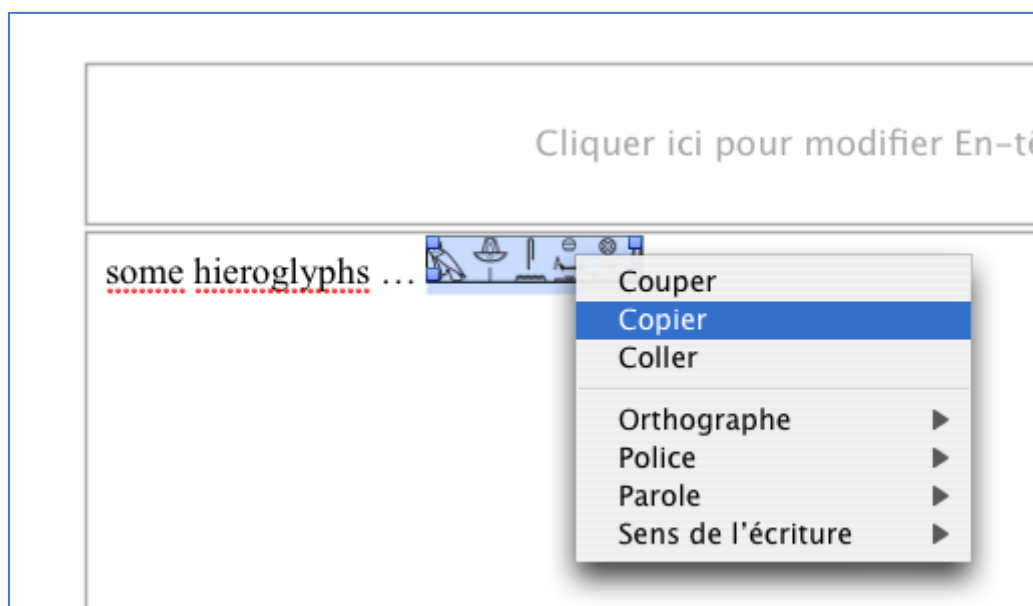 Cliquer ici pour modifier En-tê
some hieroglyphs ...
Couper
Copier
Coller
Orthographe
Police
Parole
Sens de l’écriture